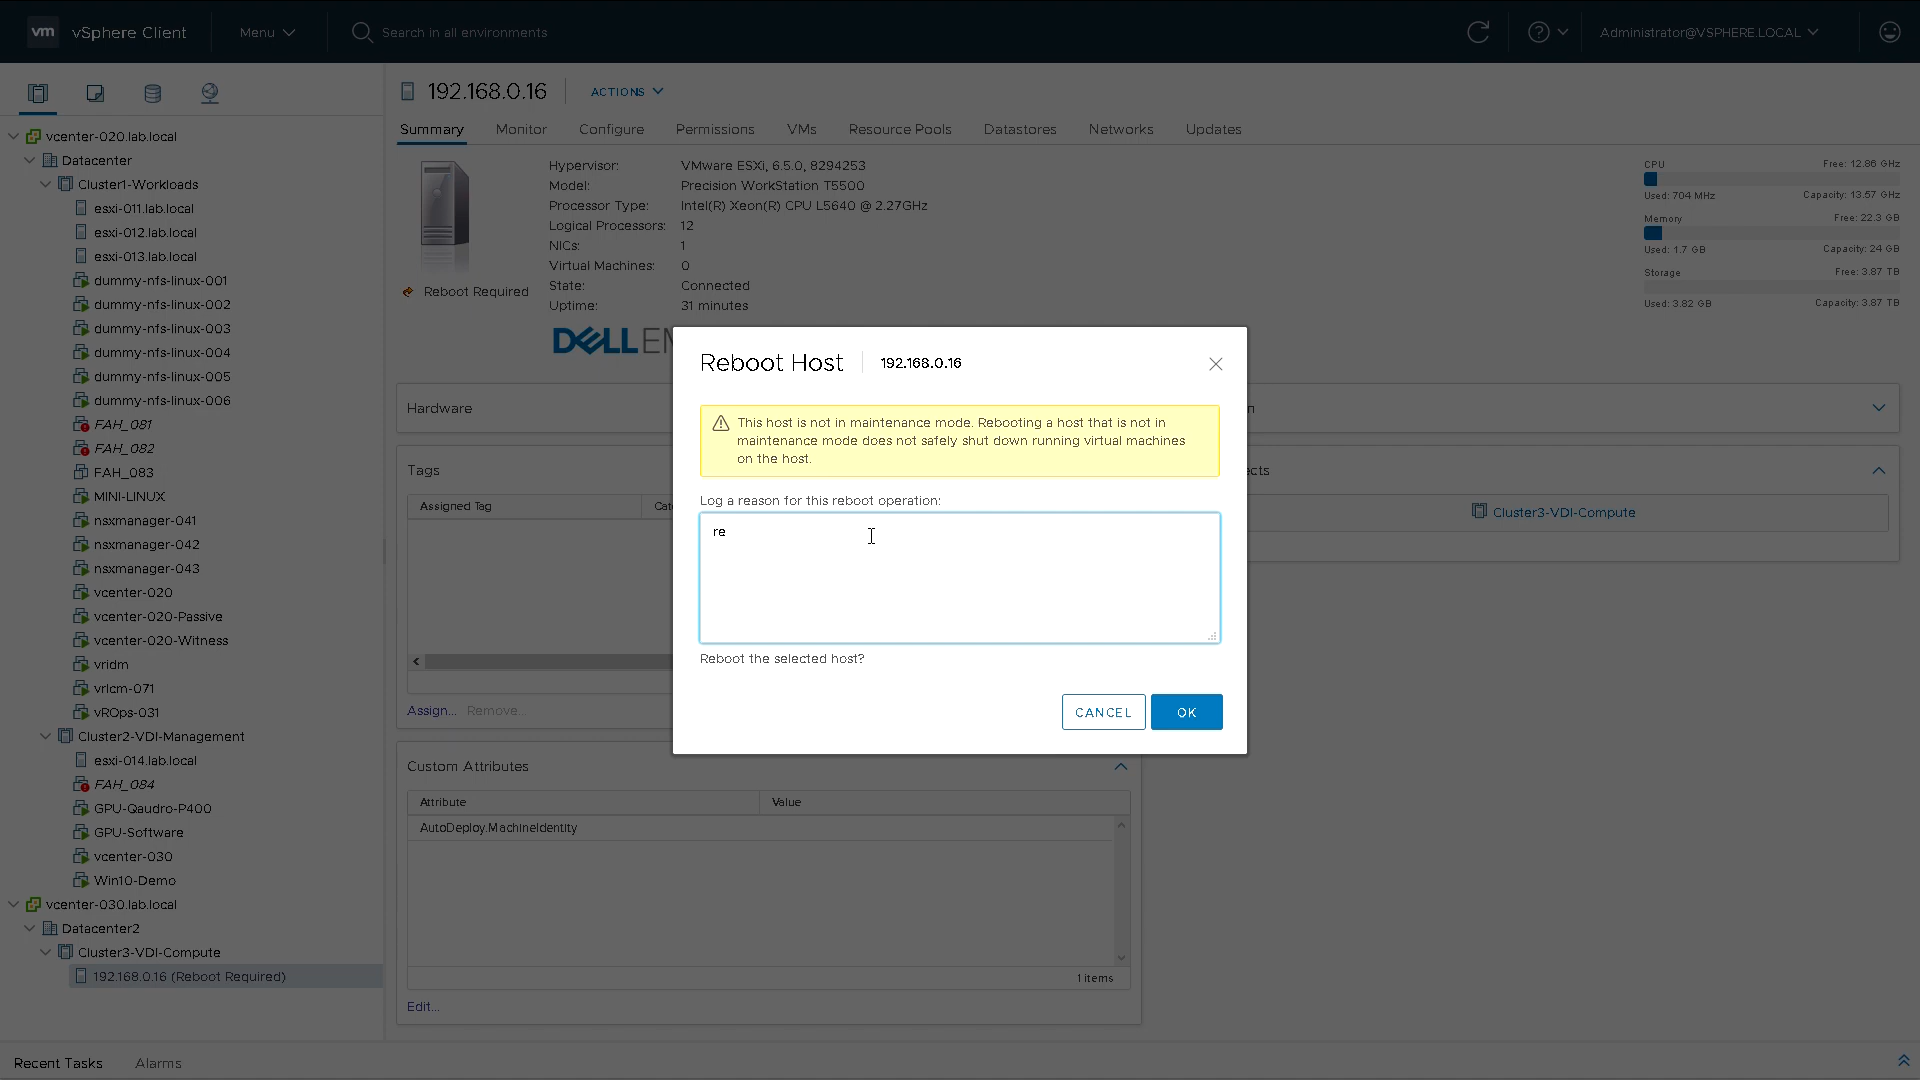 vm vSphere Client Menu Search in all environments Administrator@VSPHERE.LOCAL
vcenter-020.lab.local
Datacenter
Cluster1-Workloads
esxi-011.lab.local
esxi-012.lab.local
esxi-013.lab.local
dummy-nfs-linux-001
dummy-nfs-linux-002
dummy-nfs-linux-003
dummy-nfs-linux-004
dummy-nfs-linux-005
dummy-nfs-linux-006
FAH_081
FAH_082
FAH_083
MINI-LINUX
nsxmanager-041
nsxmanager-042
nsxmanager-043
vcenter-020
vcenter-020-Passive
vcenter-020-Witness
vridm
vrlcm-071
vROps-031
Cluster2-VDI-Management
esxi-014.lab.local
FAH_084
GPU-Qaudro-P400
GPU-Software
vcenter-030
Win10-Demo
vcenter-030.lab.local
Datacenter2
Cluster3-VDI-Compute
192.168.0.16 (Reboot Required)
192.168.0.16 ACTIONS
Summary Monitor Configure Permissions VMs Resource Pools Datastores Networks Updates
Hypervisor: VMware ESXi, 6.5.0, 8294253
Model: Precision WorkStation T5500
Processor Type: Intel(R) Xeon(R) CPU L5640 @ 2.27GHz
Logical Processors: 12
NICs: 1
Virtual Machines: 0
State: Connected
Uptime: 31 minutes
Reboot Required
DELLEM
CPU Free: 12.86 GHz
Used: 704 MHz Capacity: 13.57 GHz
Memory Free: 22.3 GB
Used: 1.7 GB Capacity: 24 GB
Storage Free: 3.87 TB
Used: 3.82 GB Capacity: 3.87 TB
Reboot Host 192.168.0.16
This host is not in maintenance mode. Rebooting a host that is not in
maintenance mode does not safely shut down running virtual machines
on the host.
Log a reason for this reboot operation:
re
Reboot the selected host?
CANCEL OK
Hardware
Tags
Assigned Tag Cate
Assign... Remove...
Cluster3-VDI-Compute
Custom Attributes
Attribute Value
AutoDeploy.MachineIdentity
1 items
Edit...
Recent Tasks Alarms